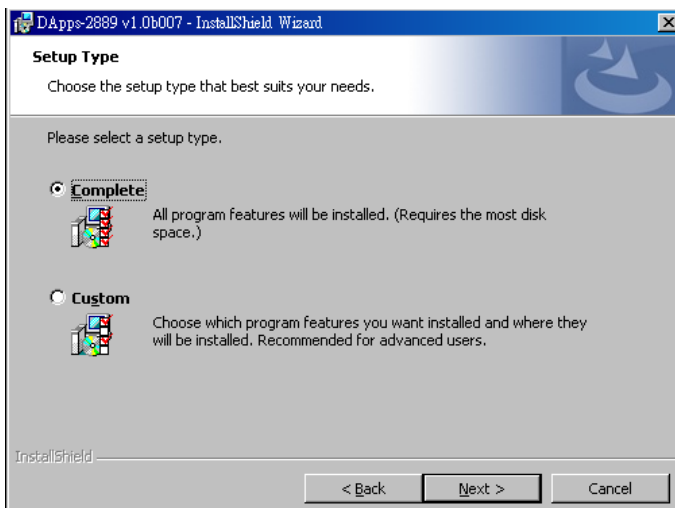 DApps-2889 v1.0b007 - InstallShield Wizard
Setup Type
Choose the setup type that best suits your needs.
Please select a setup type.
Complete
All program features will be installed. (Requires the most disk
space.)
Custom
Choose which program features you want installed and where they
will be installed. Recommended for advanced users.
InstallShield
< Back
Next >
Cancel